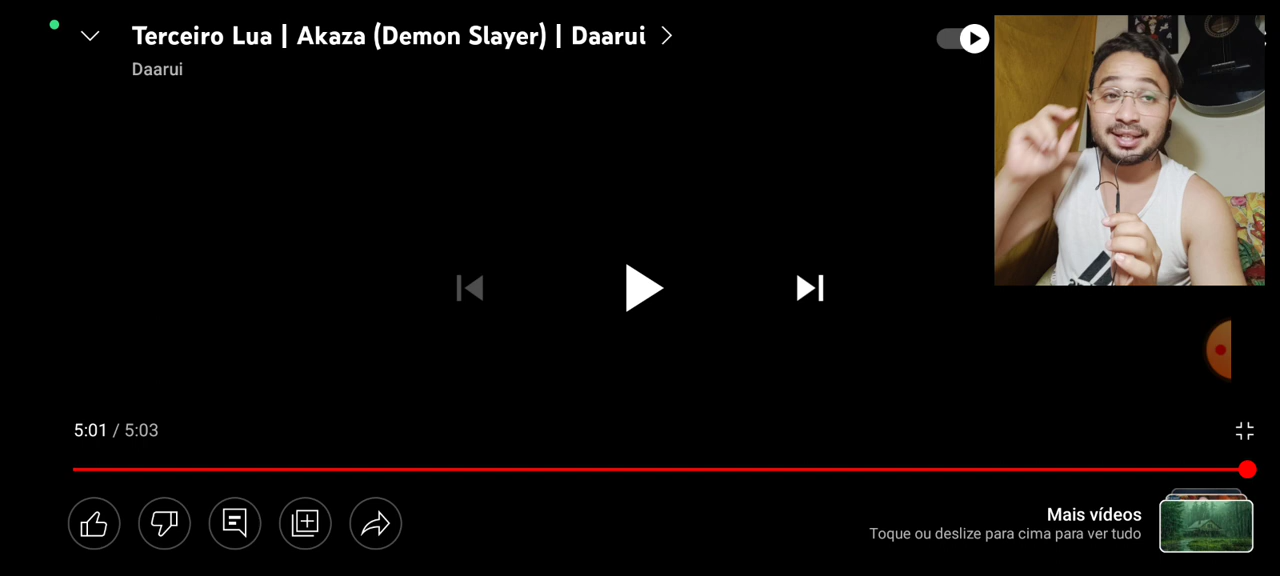 Terceiro Lua | Akaza (Demon Slayer) | Daarui
Daarui
5:01 / 5:03
Mais vídeos
Toque ou deslize para cima para ver tudo